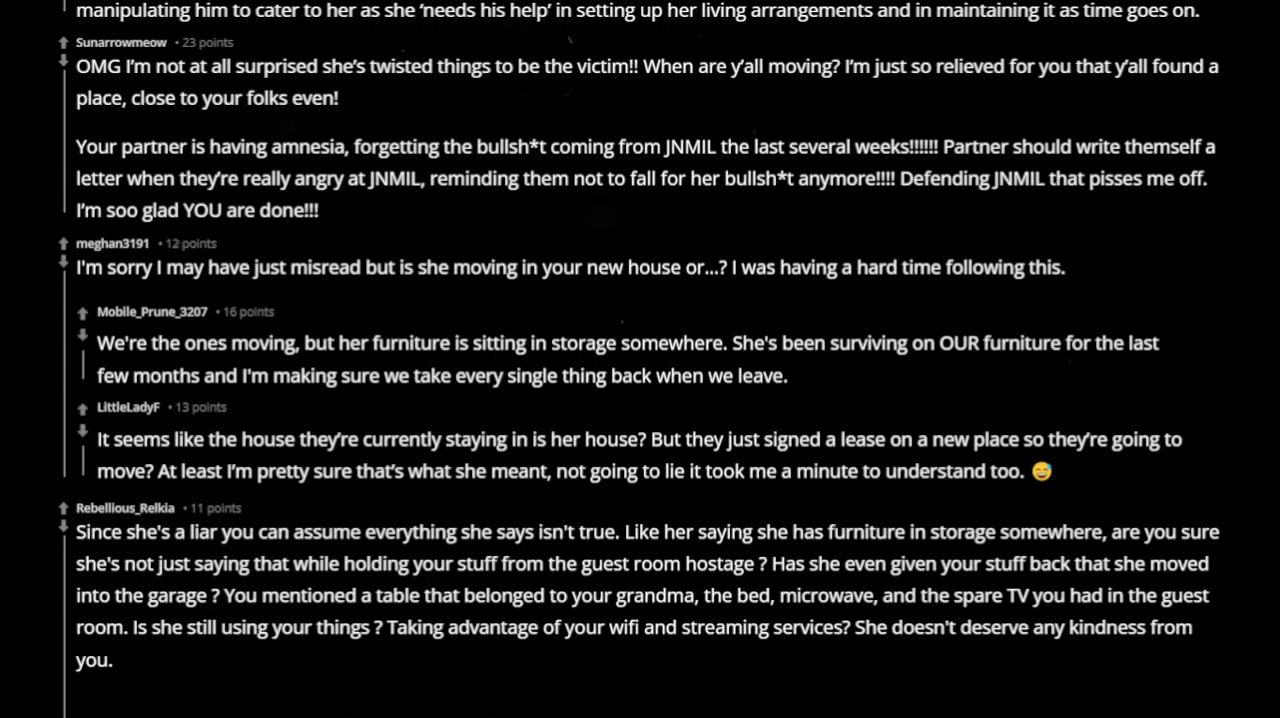 manipulating him to cater to her as she ‘needs his help’ in setting up her living arrangements and in maintaining it as time goes on.
Sunarrowmeow • 23 points
OMG I’m not at all surprised she’s twisted things to be the victim!! When are y’all moving? I’m just so relieved for you that y’all found a
place, close to your folks even!
Your partner is having amnesia, forgetting the bullsh*t coming from JNMIL the last several weeks!!!!!! Partner should write themself a
letter when they’re really angry at JNMIL, reminding them not to fall for her bullsh*t anymore!!!! Defending JNMIL that pisses me off.
I’m soo glad YOU are done!!!
meghan3191 • 12 points
I'm sorry I may have just misread but is she moving in your new house or...? I was having a hard time following this.
Mobile_Prune_3207 • 16 points
We're the ones moving, but her furniture is sitting in storage somewhere. She's been surviving on OUR furniture for the last
few months and I'm making sure we take every single thing back when we leave.
LittleLadyF • 13 points
It seems like the house they’re currently staying in is her house? But they just signed a lease on a new place so they’re going to
move? At least I’m pretty sure that’s what she meant, not going to lie it took me a minute to understand too. 😅
Rebellious_Relkia • 11 points
Since she's a liar you can assume everything she says isn't true. Like her saying she has furniture in storage somewhere, are you sure
she's not just saying that while holding your stuff from the guest room hostage ? Has she even given your stuff back that she moved
into the garage ? You mentioned a table that belonged to your grandma, the bed, microwave, and the spare TV you had in the guest
room. Is she still using your things ? Taking advantage of your wifi and streaming services? She doesn't deserve any kindness from
you.